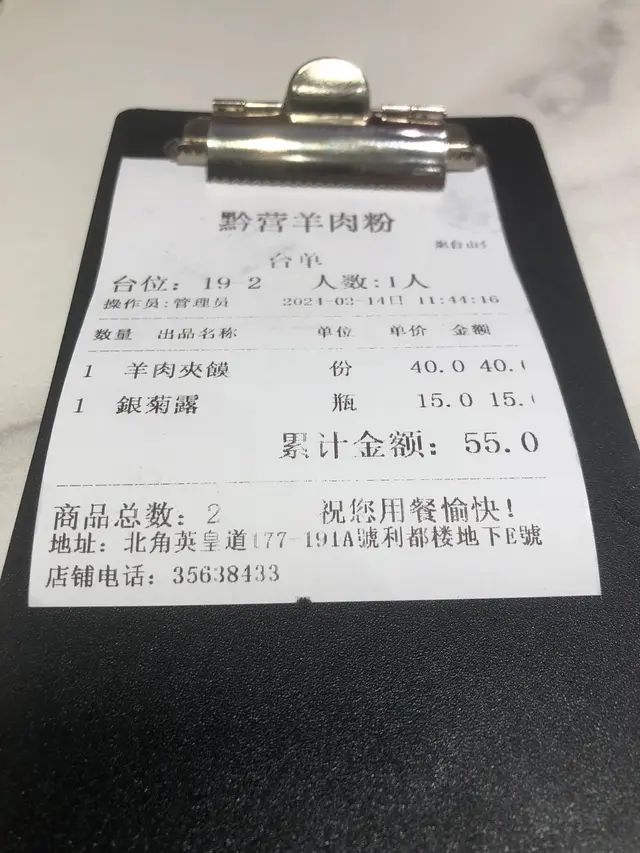 黔营羊肉粉
台单
台位: 19-2 人数:1人
操作员:管理员 2024-02-14日 11:44:16
数量 出品名称 单位 单价 金额
1 羊肉夾饃 份 40.0 40.
1 銀菊露 瓶 15.0 15.
累计金额: 55.0
商品总数: 2 祝您用餐愉快!
地址: 北角英皇道177-191A號利都楼地下E號
店铺电话: 35638433